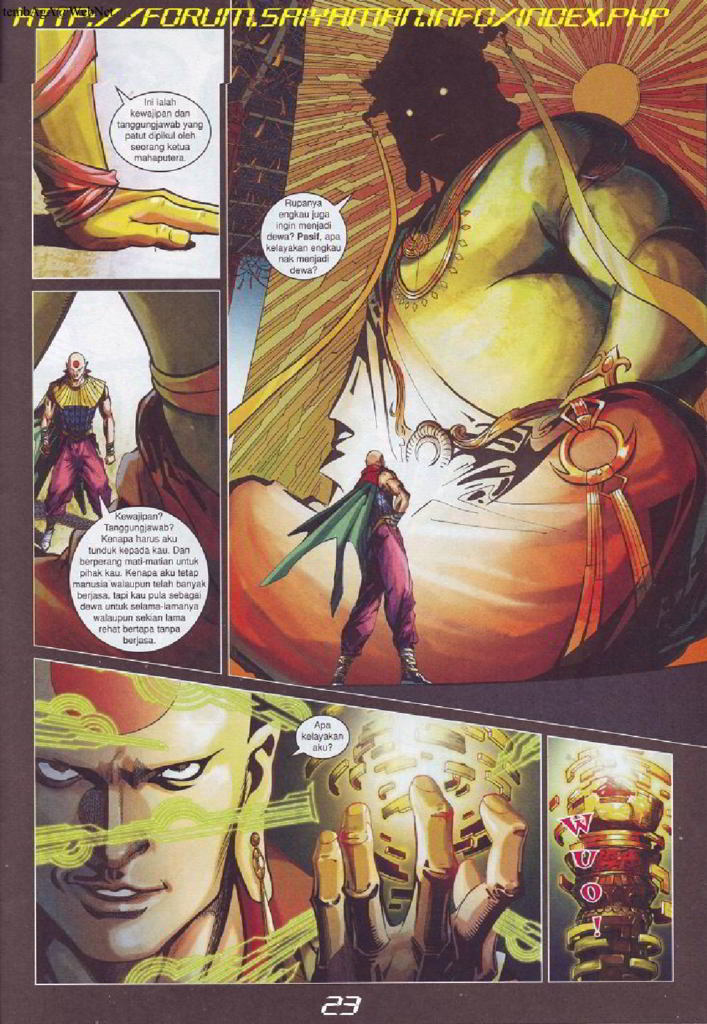 HTTP://FORUM.SAIYAMAN.INFO/INDEX.PHP
Ini ialah
kewajipan dan
tanggungjawab yang
patut dipikul oleh
seorang ketua
mahaputera.
Rupanya
engkau juga
ingin menjadi
dewa? Pasif, apa
kelayakan engkau
nak menjadi
dewa?
Kewajipan?
Tanggungjawab?
Kenapa harus aku
tunduk kepada kau. Dan
berperang mati-matian untuk
pihak kau. Kenapa aku tetap
manusia walaupun telah banyak
berjasa, tapi kau pula sebagai
dewa untuk selama-lamanya
walaupun sekian lama
rehat bertapa tanpa
berjasa.
Apa
kelayakan
aku?
WUO!
23